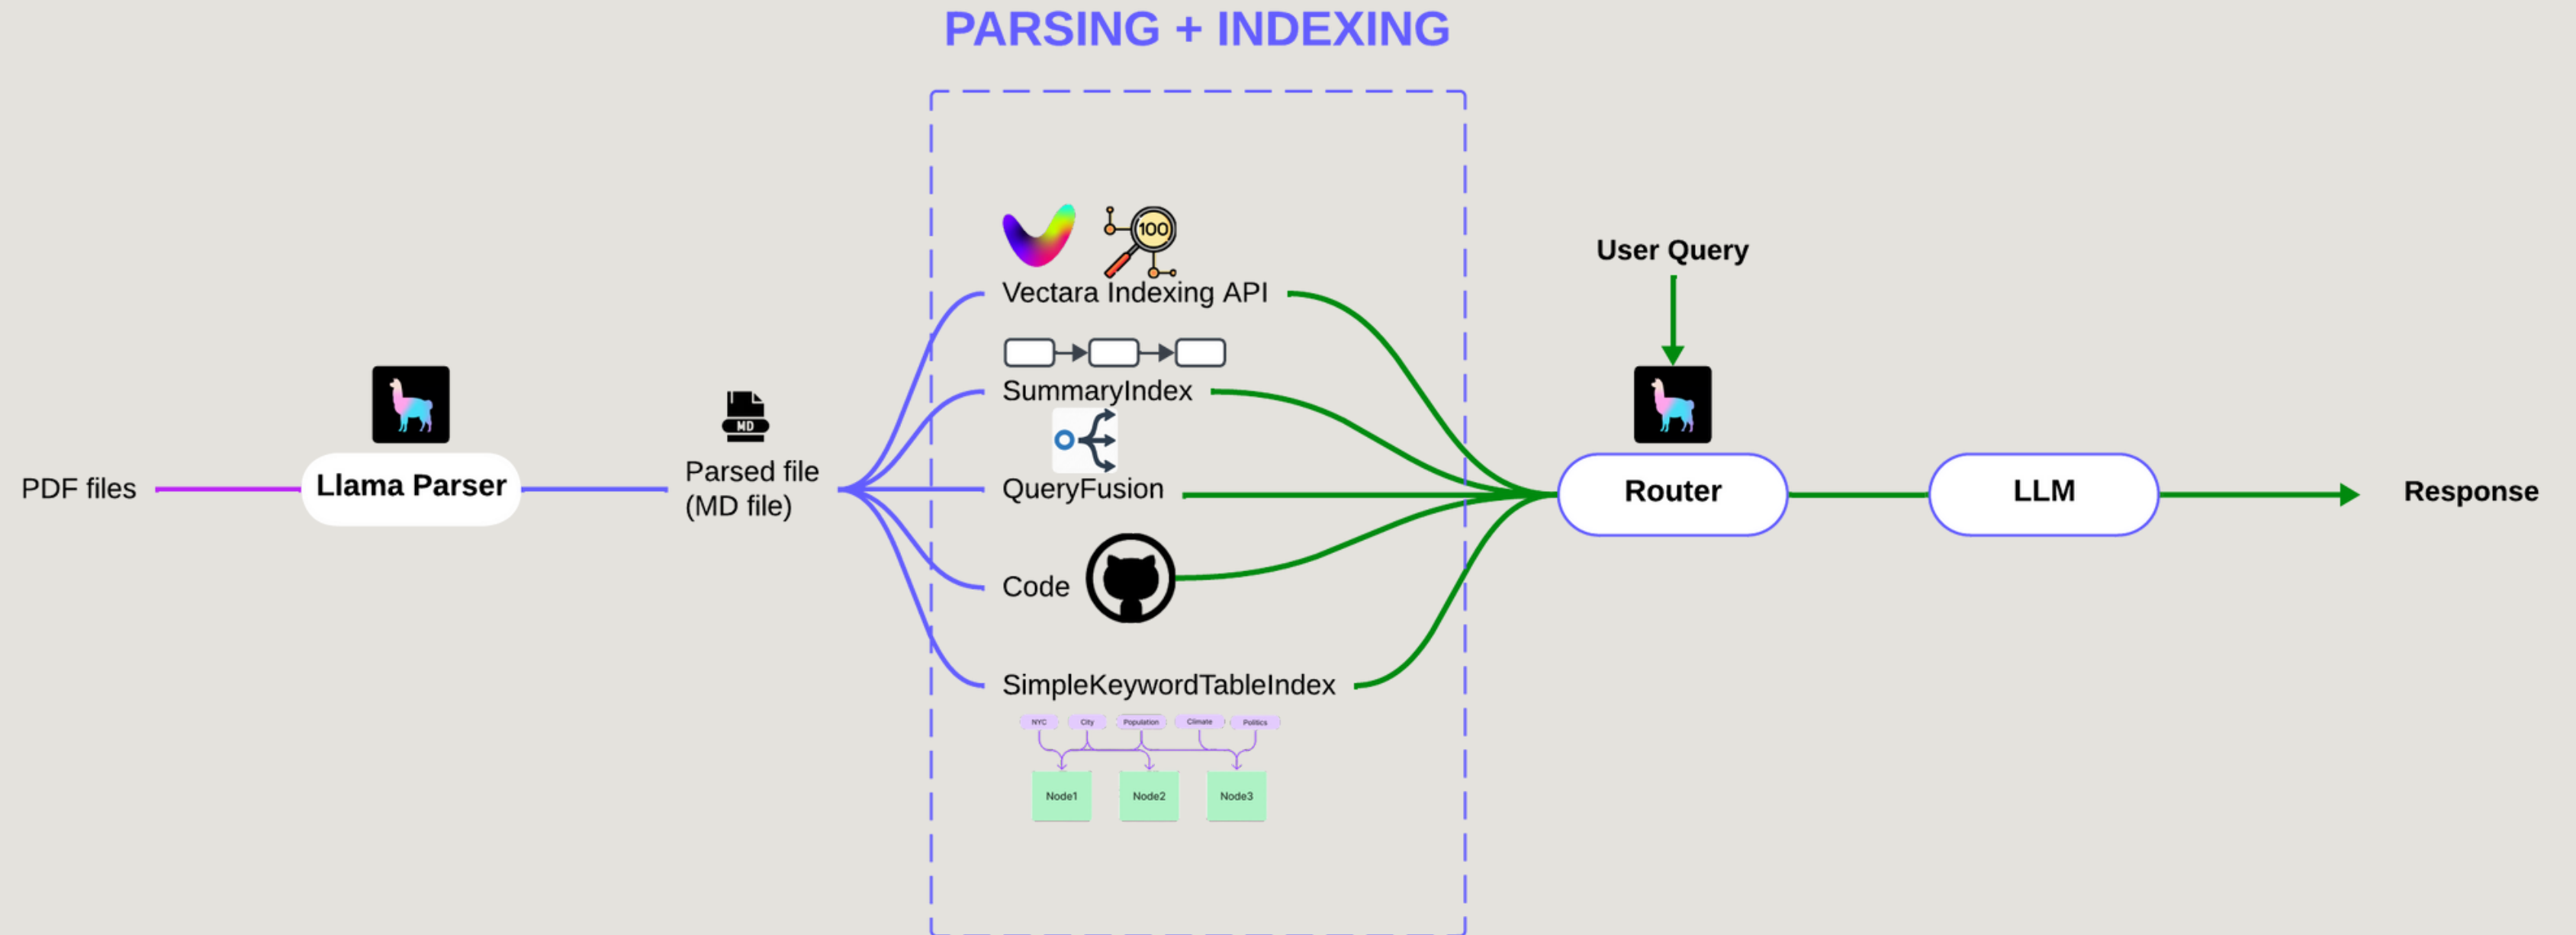 PARSING + INDEXING
100
Vectara Indexing API
User Query
SummaryIndex
MD
PDF files
Llama Parser
Parsed file
(MD file)
QueryFusion
Router
LLM
Response
Code
SimpleKeywordTableIndex
NYC City Population Climate Politics
Node1 Node2 Node3